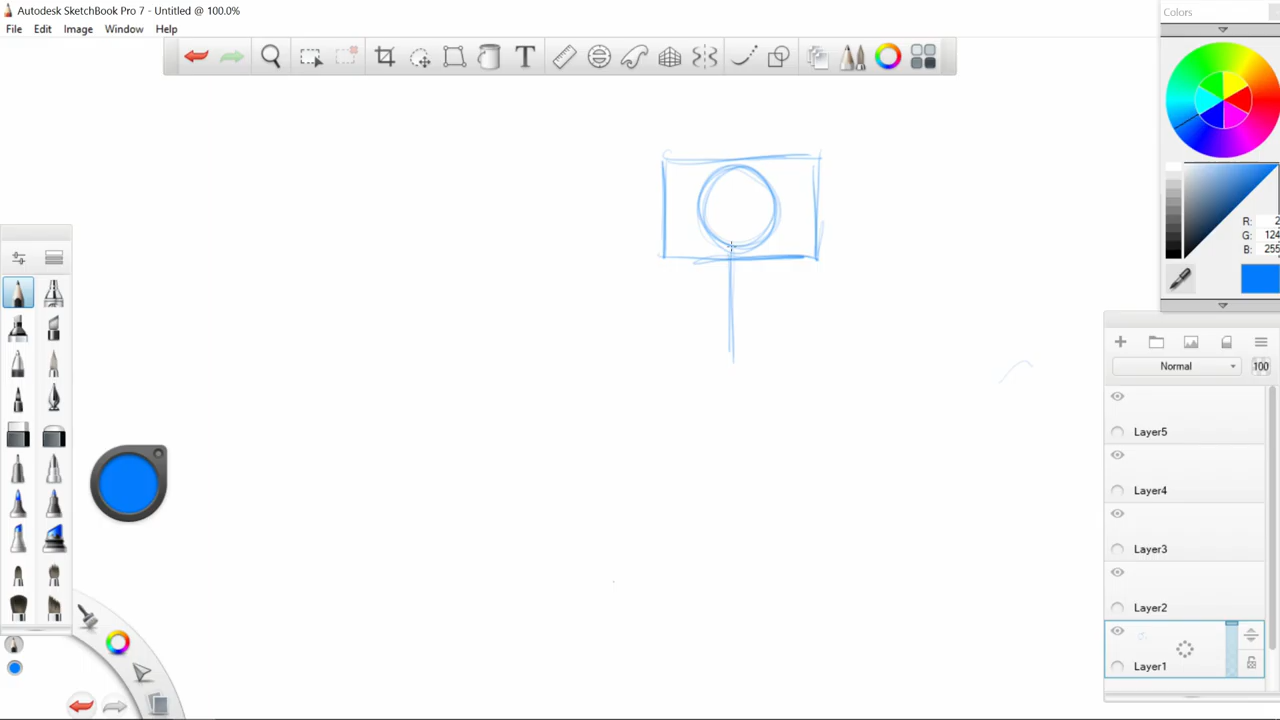 Autodesk SketchBook Pro 7 - Untitled @ 100.0%
File Edit Image Window Help
T
Colors
R: 2
G: 124
B: 255
Normal 100
Layer5
Layer4
Layer3
Layer2
Layer1